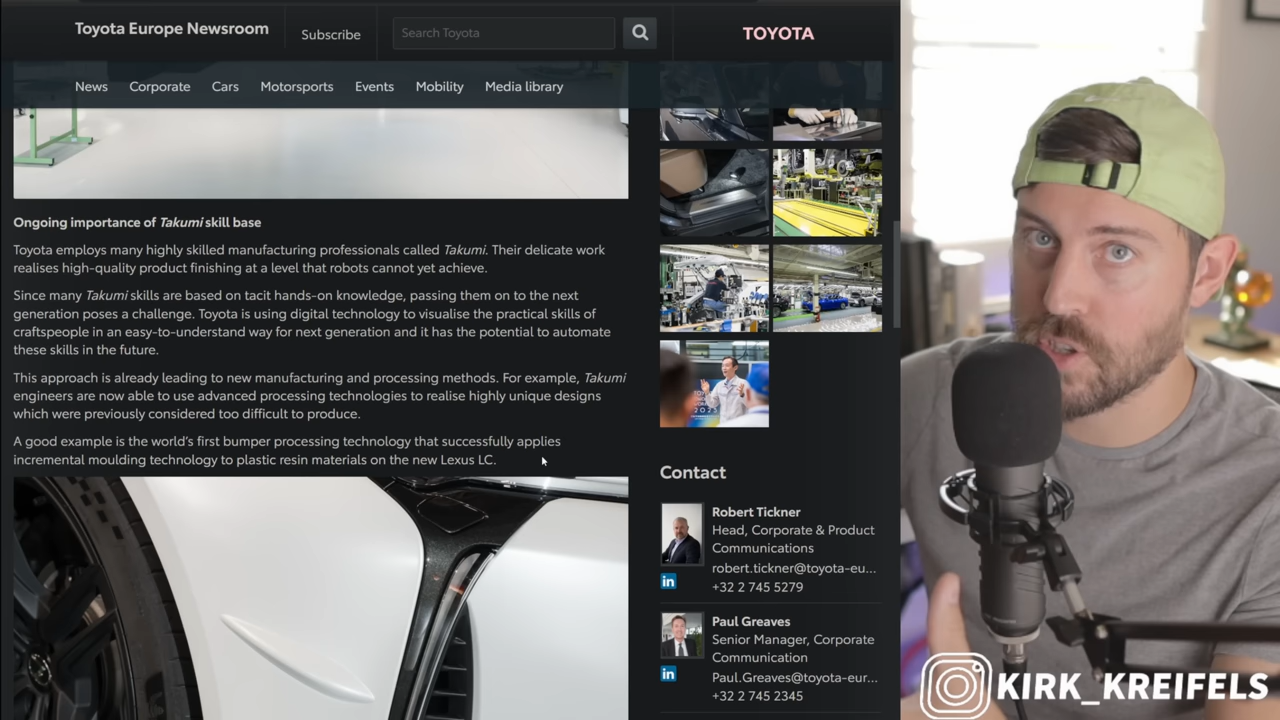 Toyota Europe Newsroom
Subscribe
Search Toyota
TOYOTA
News
Corporate
Cars
Motorsports
Events
Mobility
Media library
Ongoing importance of Takumi skill base
Toyota employs many highly skilled manufacturing professionals called Takumi. Their delicate work
realises high-quality product finishing at a level that robots cannot yet achieve.
Since many Takumi skills are based on tacit hands-on knowledge, passing them on to the next
generation poses a challenge. Toyota is using digital technology to visualise the practical skills of
craftspeople in an easy-to-understand way for next generation and it has the potential to automate
these skills in the future.
This approach is already leading to new manufacturing and processing methods. For example, Takumi
engineers are now able to use advanced processing technologies to realise highly unique designs
which were previously considered too difficult to produce.
A good example is the world's first bumper processing technology that successfully applies
incremental moulding technology to plastic resin materials on the new Lexus LC.
Contact
Robert Tickner
Head, Corporate & Product
Communications
robert.tickner@toyota-eu...
+32 2 745 5279
in
Paul Greaves
Senior Manager, Corporate
Communication
Paul.Greaves@toyota-eur...
+32 2 745 2345
in
KIRK_KREIFELS